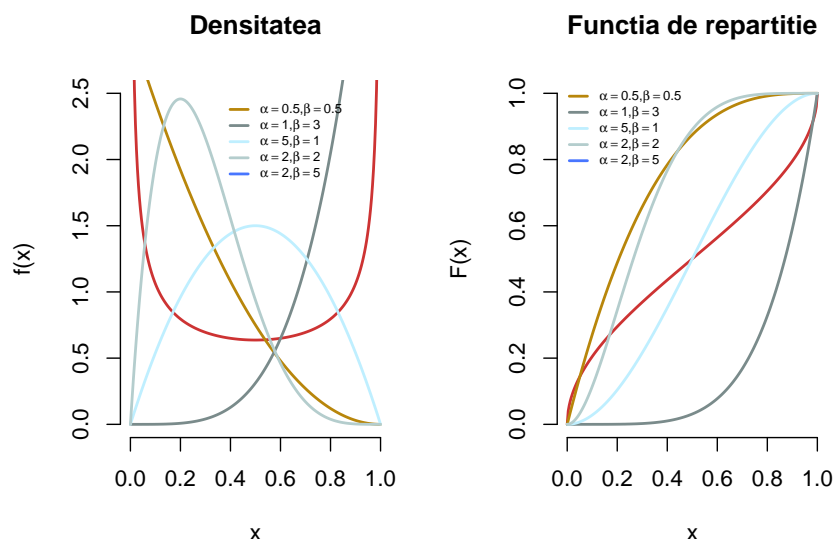 Densitatea
f(x)
2.5
2.0
1.5
1.0
0.5
0.0
α = 0.5,β = 0.5
α = 1,β = 3
α = 5,β = 1
α = 2,β = 2
α = 2,β = 5
0.0 0.2 0.4 0.6 0.8 1.0
x
Functia de repartitie
F(x)
1.0
0.8
0.6
0.4
0.2
0.0
α = 0.5,β = 0.5
α = 1,β = 3
α = 5,β = 1
α = 2,β = 2
α = 2,β = 5
0.0 0.2 0.4 0.6 0.8 1.0
x